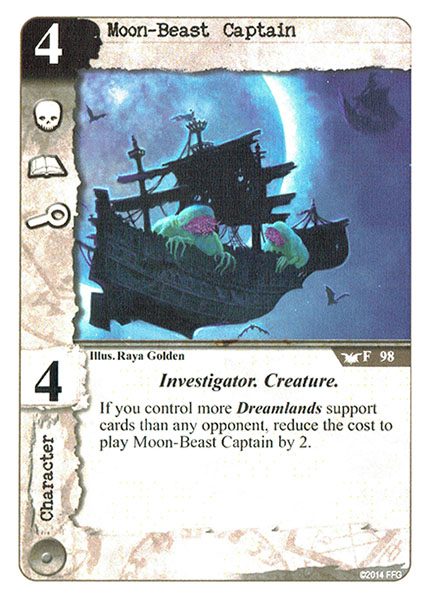 4
Moon-Beast Captain
Illus. Raya Golden
F 98
4
Investigator. Creature.
If you control more Dreamlands support
cards than any opponent, reduce the cost to
play Moon-Beast Captain by 2.
Character
©2014 FFG